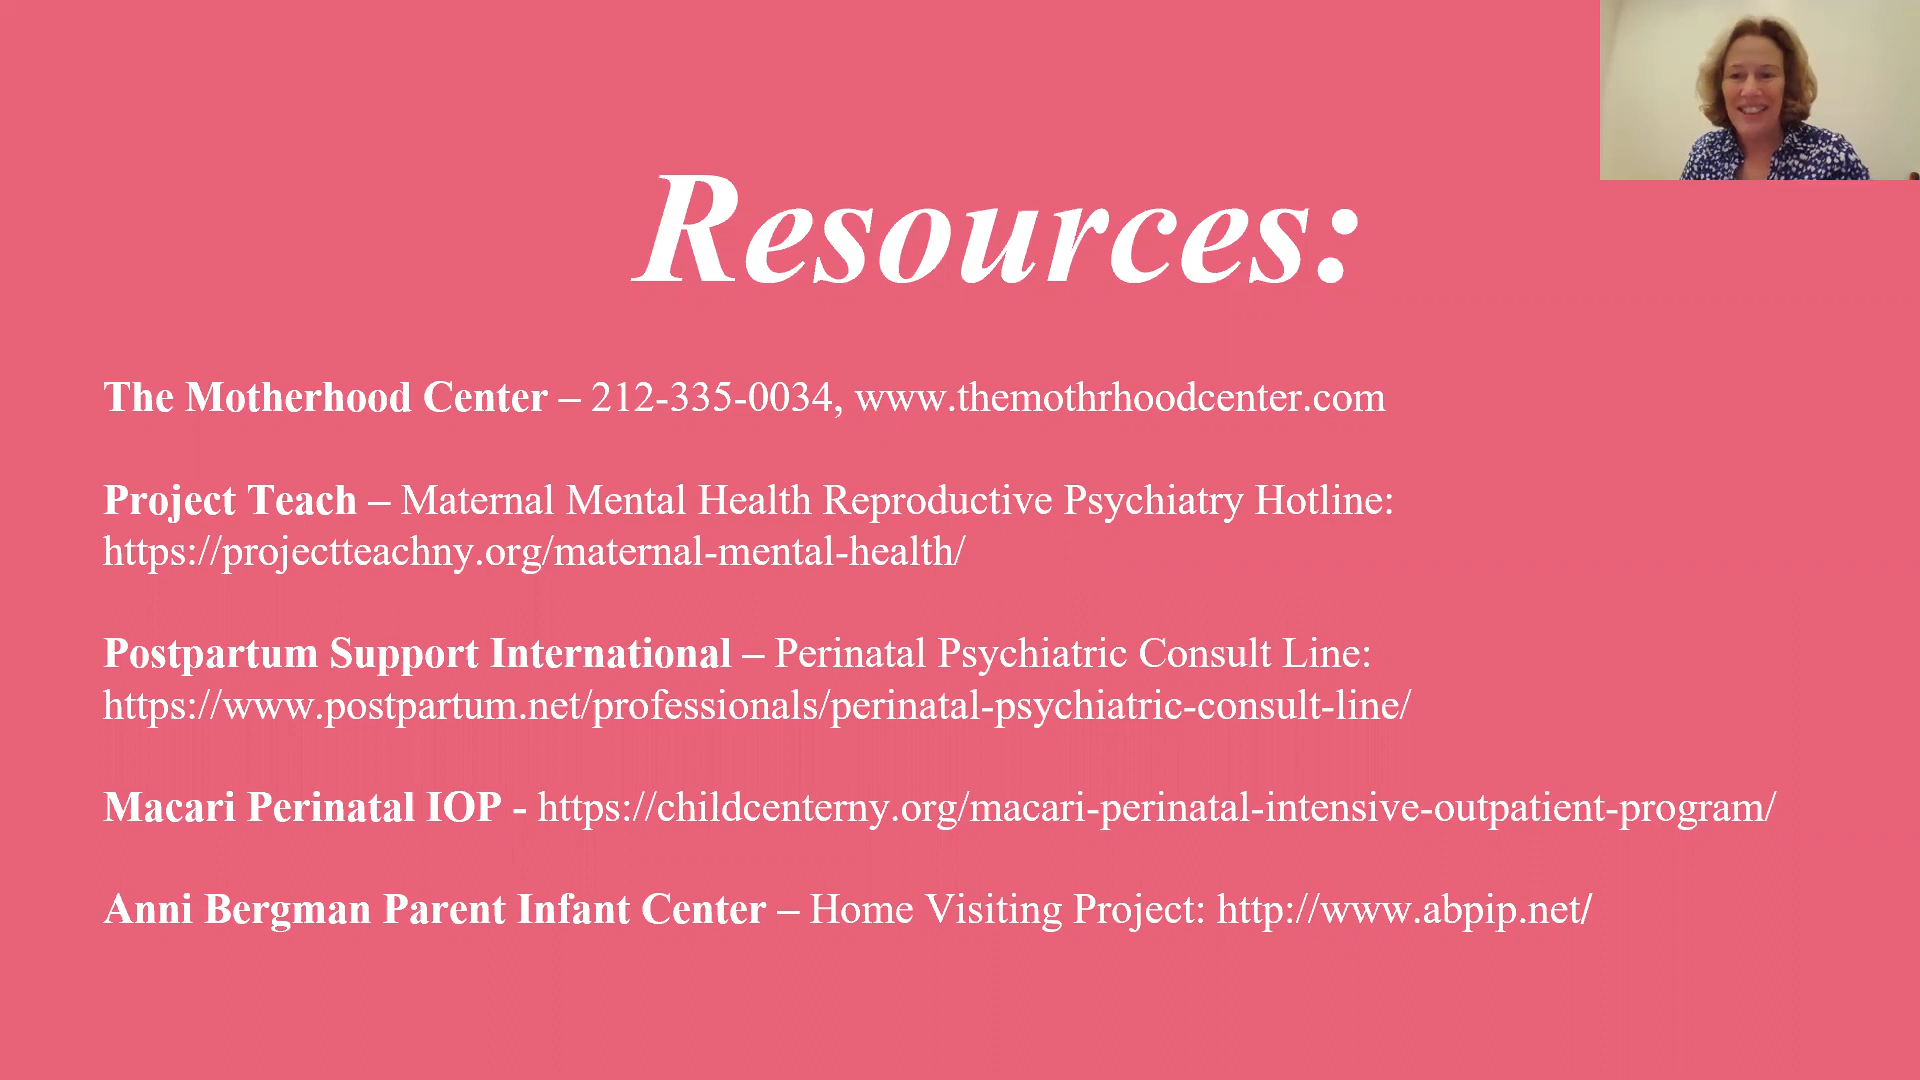 Resources:
The Motherhood Center – 212-335-0034, www.themothrhoodcenter.com
Project Teach – Maternal Mental Health Reproductive Psychiatry Hotline:
https://projectteachny.org/maternal-mental-health/
Postpartum Support International – Perinatal Psychiatric Consult Line:
https://www.postpartum.net/professionals/perinatal-psychiatric-consult-line/
Macari Perinatal IOP - https://childcenterny.org/macari-perinatal-intensive-outpatient-program/
Anni Bergman Parent Infant Center – Home Visiting Project: http://www.abpip.net/